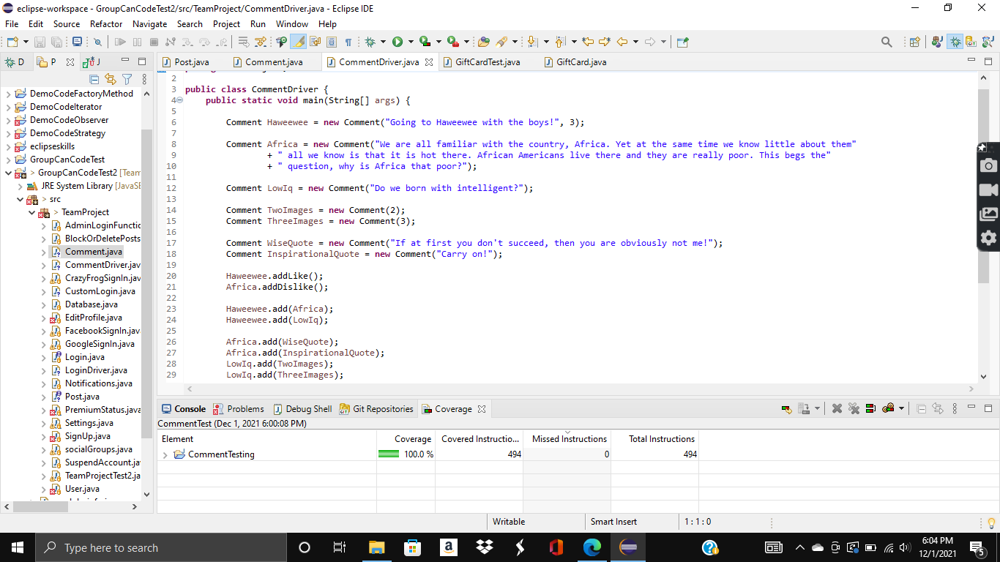 eclipse-workspace - GroupCanCodeTest2/src/TeamProject/CommentDriver.java - Eclipse IDE
File Edit Source Refactor Navigate Search Project Run Window Help
D P J Post.java Comment.java CommentDriver.java GiftCardTest.java GiftCard.java
DemoCodeFactoryMethod
DemoCodeIterator
DemoCodeObserver
DemoCodeStrategy
eclipseskills
GroupCanCodeTest
> GroupCanCodeTest2 [Team
JRE System Library [JavaSE
> src
> TeamProject
AdminLoginFunctic
BlockOrDeletePosts
Comment.java
CommentDriver.jav
CrazyFrogSignIn.jav
CustomLogin.java
Database.java
EditProfile.java
FacebookSignIn.java
GoogleSignIn.java
Login.java
LoginDriver.java
Notifications.java
Post.java
PremiumStatus.java
Settings.java
SignUp.java
socialGroups.java
SuspendAccount.jav
TeamProjectTest2.ja
User.java
2
3 public class CommentDriver {
4 public static void main(String[] args) {
5
6 Comment Haweewee = new Comment("Going to Haweewee with the boys!", 3);
7
8 Comment Africa = new Comment("We are all familiar with the country, Africa. Yet at the same time we know little about them"
9 + " all we know is that it is hot there. African Americans live there and they are really poor. This begs the"
10 + " question, why is Africa that poor?");
11
12 Comment LowIq = new Comment("Do we born with intelligent?");
13
14 Comment TwoImages = new Comment(2);
15 Comment ThreeImages = new Comment(3);
16
17 Comment WiseQuote = new Comment("If at first you don't succeed, then you are obviously not me!");
18 Comment InspirationalQuote = new Comment("Carry on!");
19
20 Haweewee.addLike();
21 Africa.addDislike();
22
23 Haweewee.add(Africa);
24 Haweewee.add(LowIq);
25
26 Africa.add(WiseQuote);
27 Africa.add(InspirationalQuote);
28 LowIq.add(TwoImages);
29 LowIq.add(ThreeImages);
Console Problems Debug Shell Git Repositories Coverage
CommentTest (Dec 1, 2021 6:00:08 PM)
Element Coverage Covered Instructio... Missed Instructions Total Instructions
CommentTesting 100.0 % 494 0 494
Writable Smart Insert 1 : 1 : 0
Type here to search
6:04 PM
12/1/2021
5